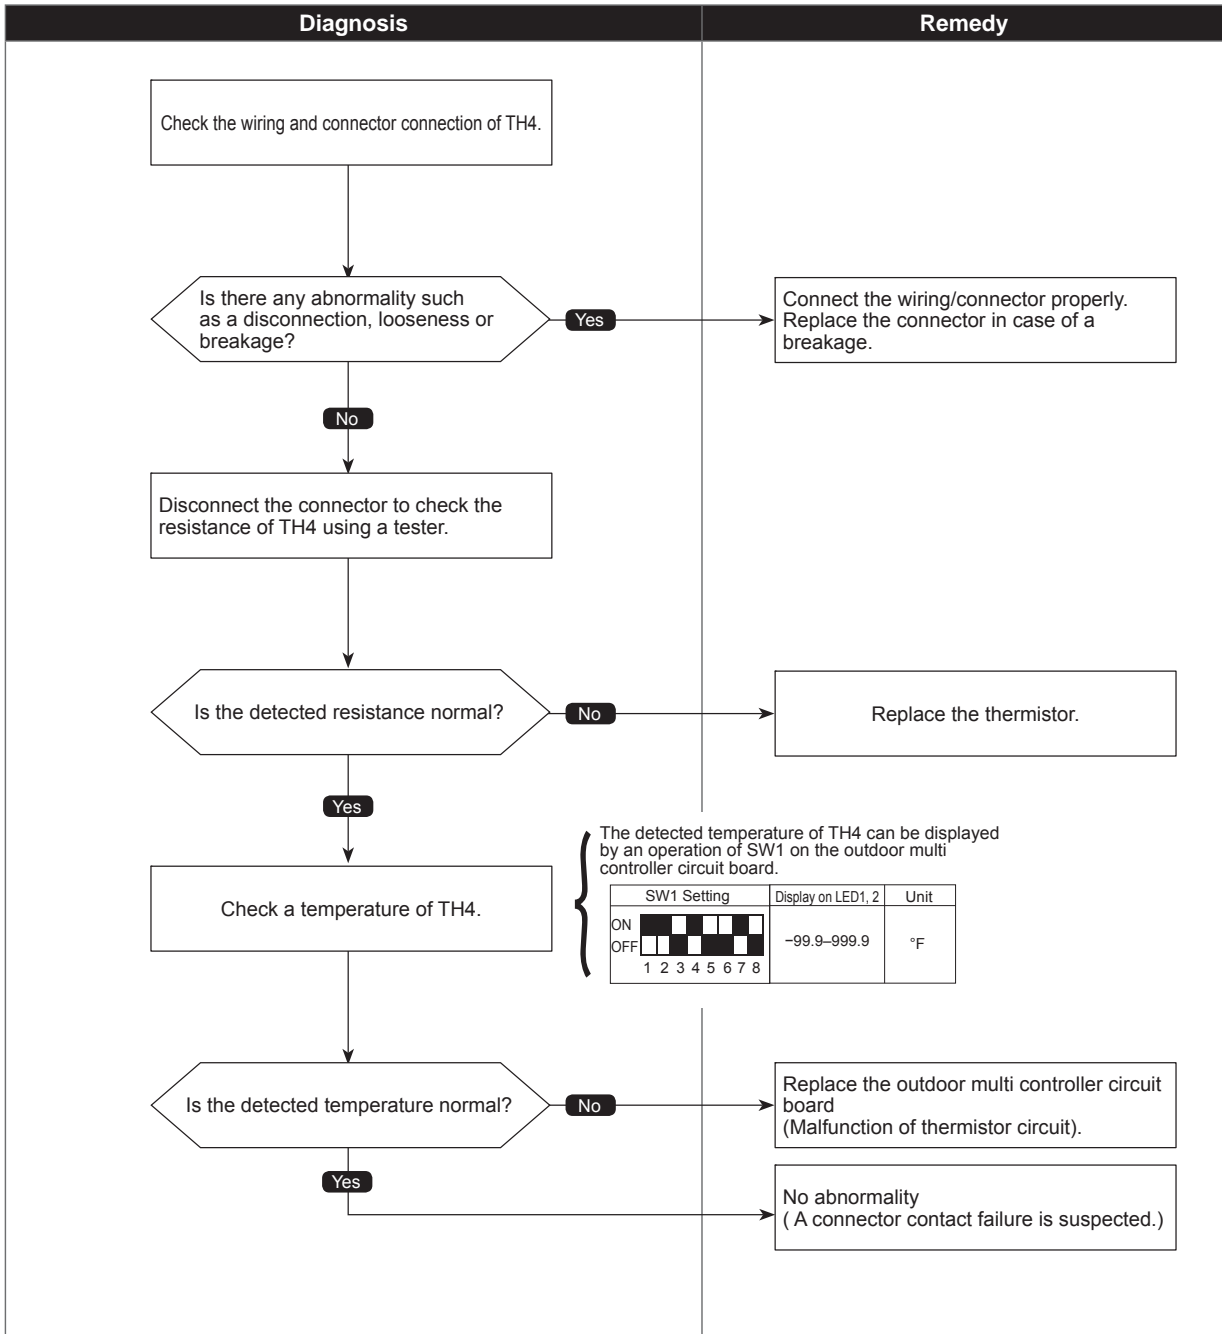 Diagnosis
Remedy
Check the wiring and connector connection of TH4.
Is there any abnormality such
as a disconnection, looseness or
breakage?
Yes
Connect the wiring/connector properly.
Replace the connector in case of a
breakage.
No
Disconnect the connector to check the
resistance of TH4 using a tester.
Is the detected resistance normal?
No
Replace the thermistor.
Yes
The detected temperature of TH4 can be displayed
by an operation of SW1 on the outdoor multi
controller circuit board.
Check a temperature of TH4.
SW1 Setting
Display on LED1, 2
Unit
ON
OFF
1 2 3 4 5 6 7 8
−99.9–999.9
°F
Is the detected temperature normal?
No
Replace the outdoor multi controller circuit
board
(Malfunction of thermistor circuit).
Yes
No abnormality
( A connector contact failure is suspected.)